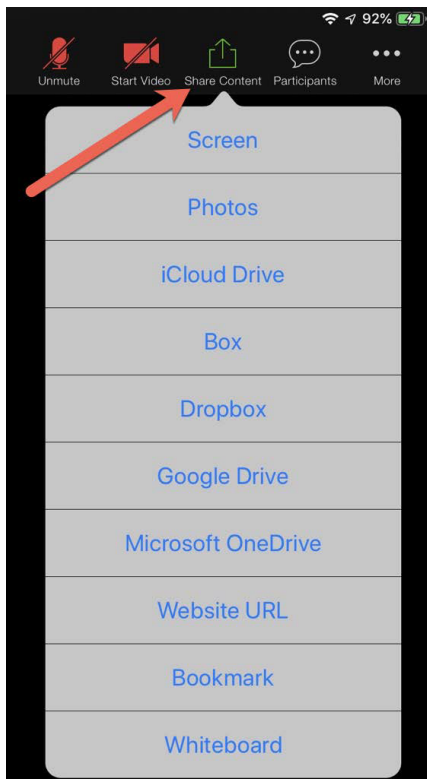 92%
Unmute
Start Video
Share Content
Participants
More
Screen
Photos
iCloud Drive
Box
Dropbox
Google Drive
Microsoft OneDrive
Website URL
Bookmark
Whiteboard